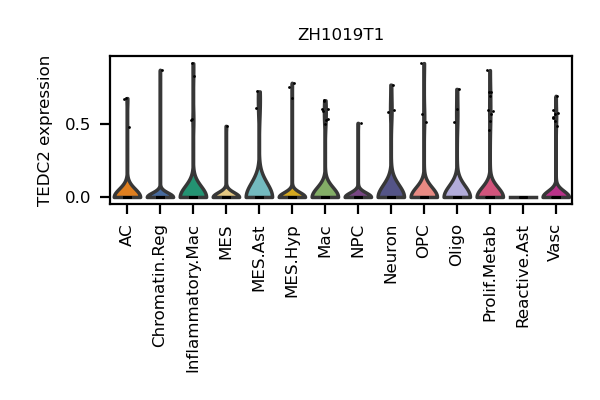 ZH1019T1
TEDC2 expression
0.5
0.0
AC
Chromatin.Reg
Inflammatory.Mac
MES
MES.Ast
MES.Hyp
Mac
NPC
Neuron
OPC
Oligo
Prolif.Metab
Reactive.Ast
Vasc